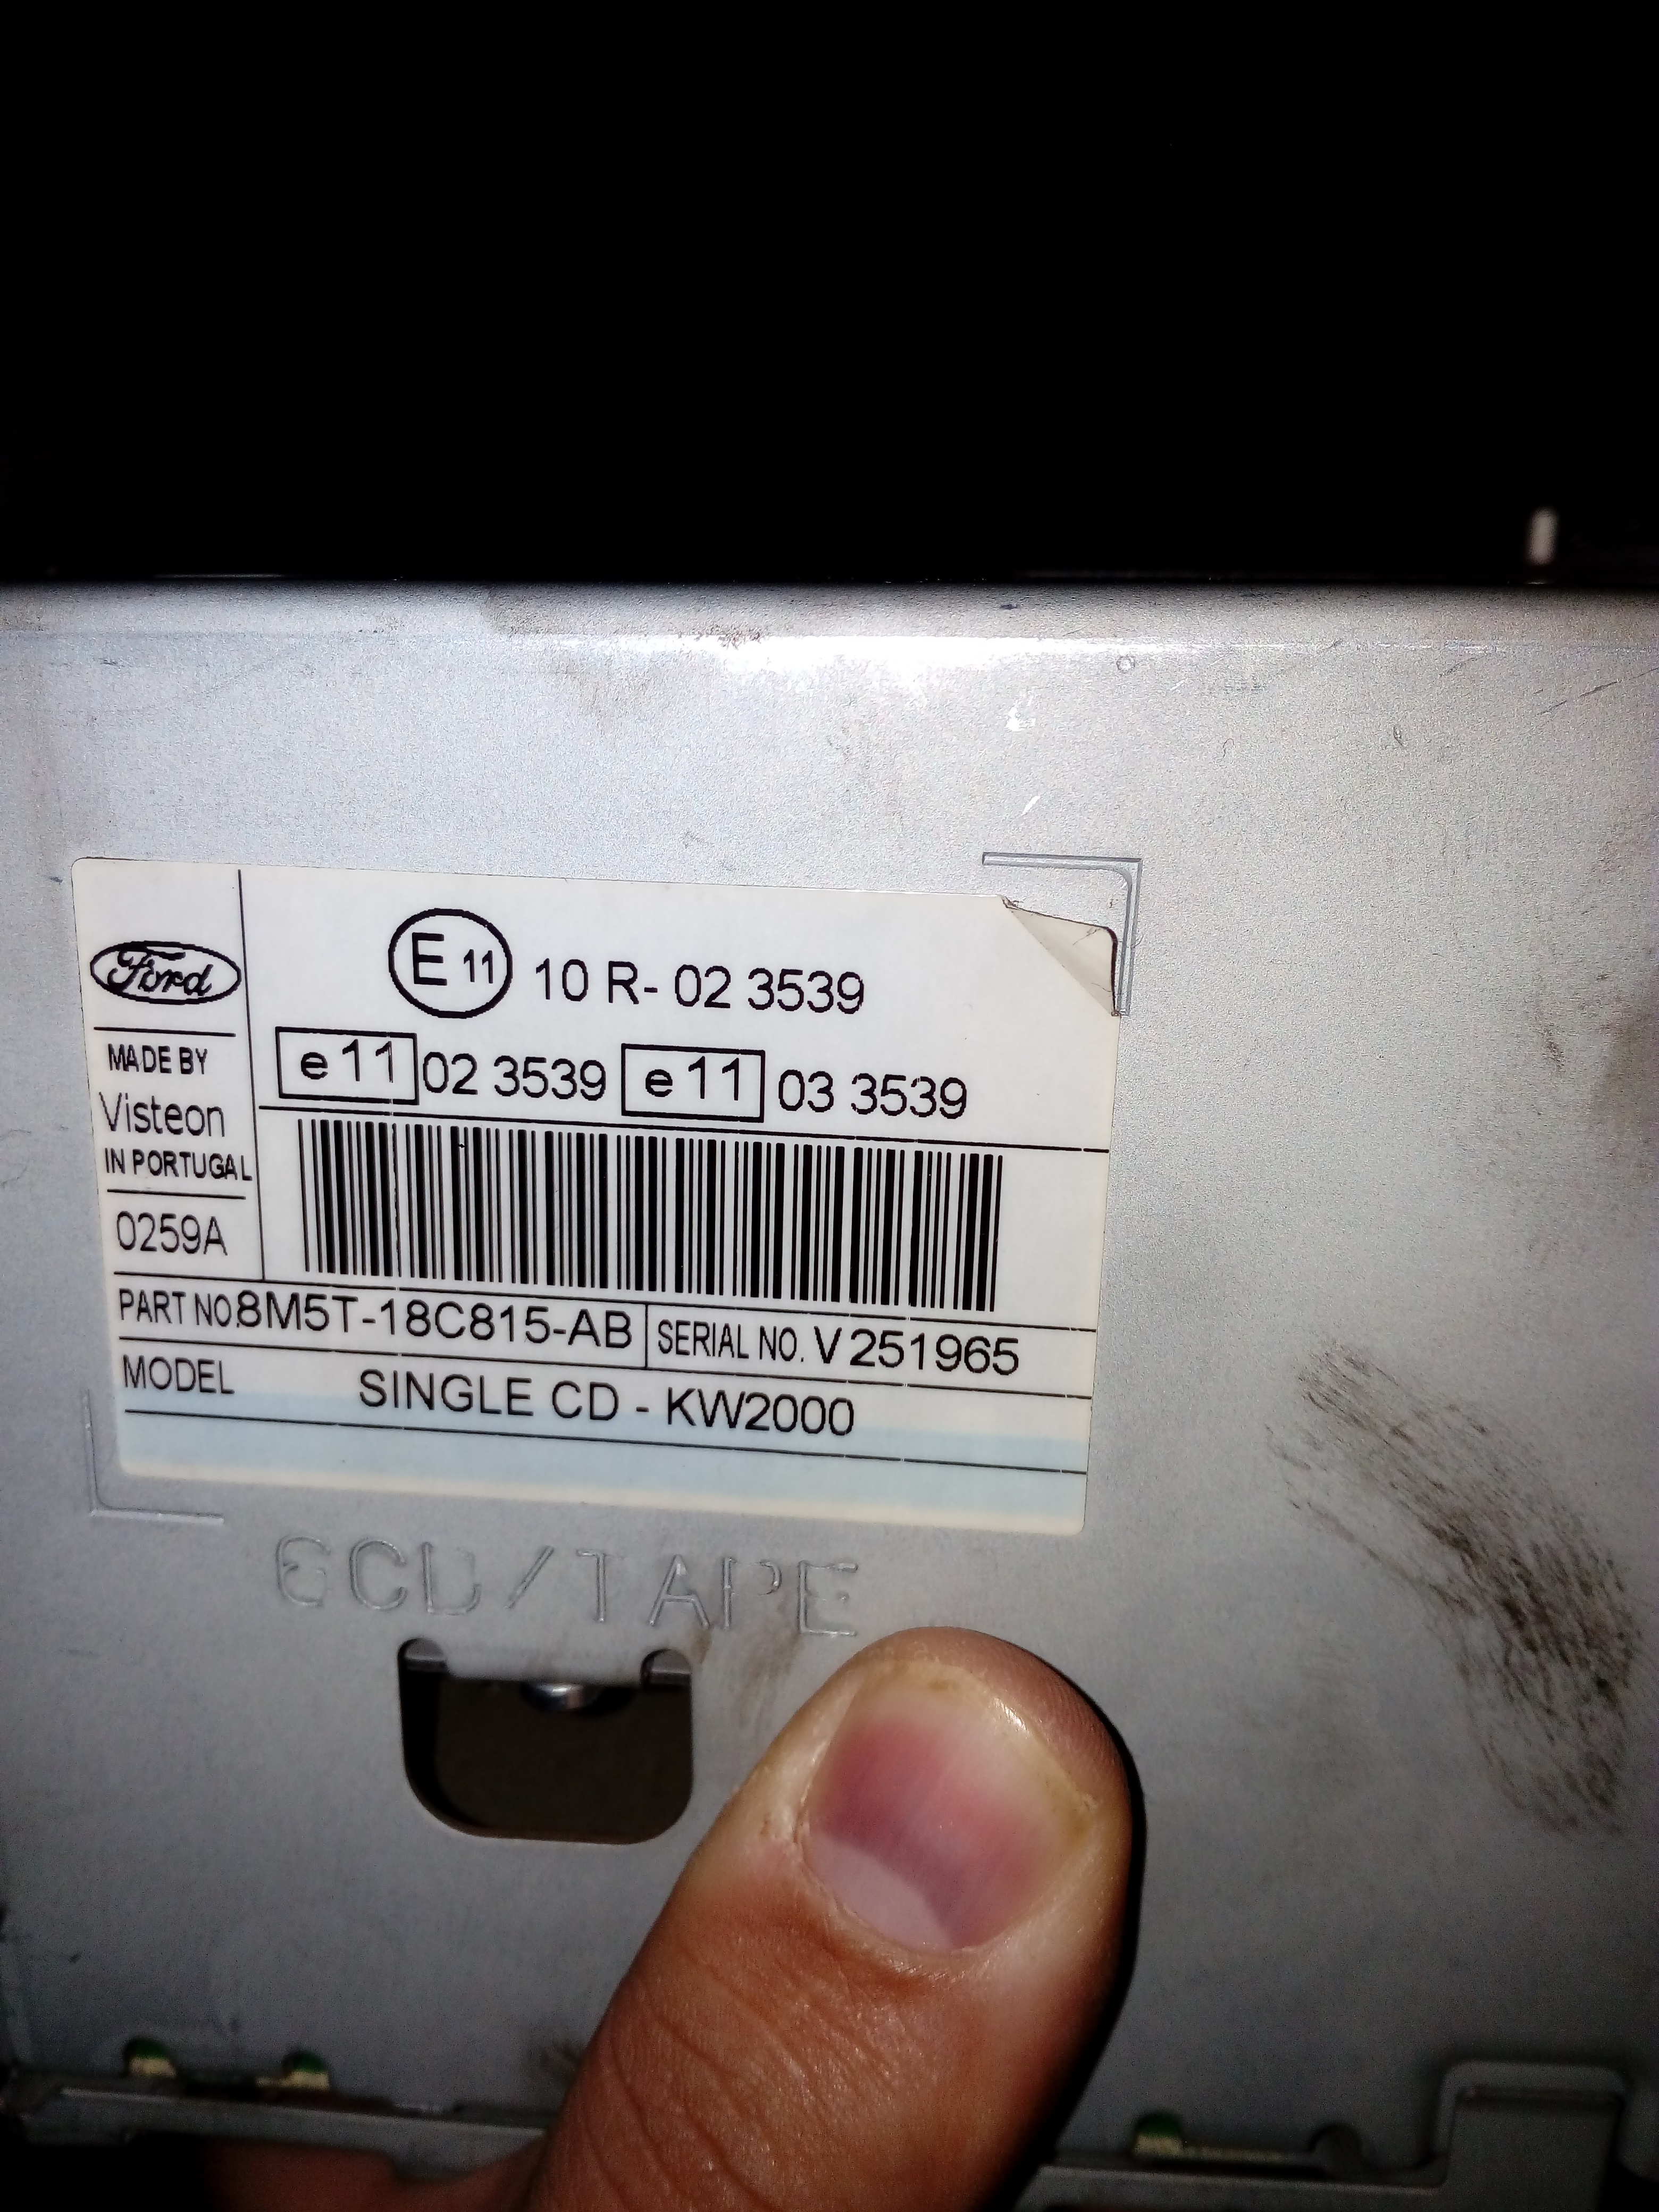 Ford
MADE BY
Visteon
IN PORTUGAL
0259A
E 11 10 R- 02 3539
e 11 02 3539 e 11 03 3539
PART NO. 8M5T-18C815-AB SERIAL NO. V 251965
MODEL SINGLE CD - KW2000
6CD/TAPE